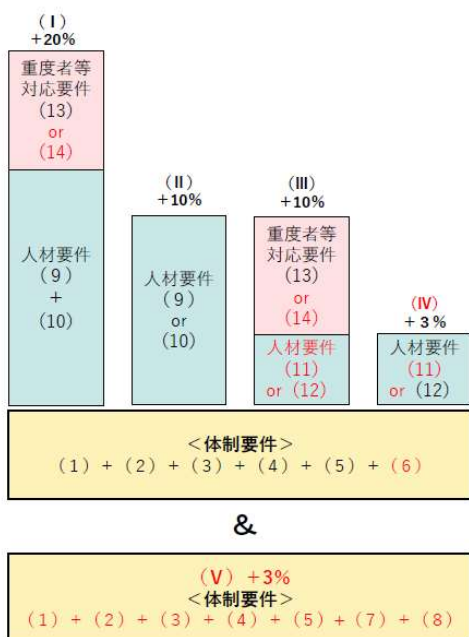 (Ⅰ)
+20%
重度者等
対応要件
(13)
or
(14)
人材要件
(9)
+
(10)
(Ⅱ)
+10%
人材要件
(9)
or
(10)
(Ⅲ)
+10%
重度者等
対応要件
(13)
or
(14)
人材要件
(11)
or (12)
(Ⅳ)
+3%
人材要件
(11)
or (12)
<体制要件>
(1) + (2) + (3) + (4) + (5) + (6)
&
(Ⅴ) +3%
<体制要件>
(1) + (2) + (3) + (4) + (5) + (7) + (8)